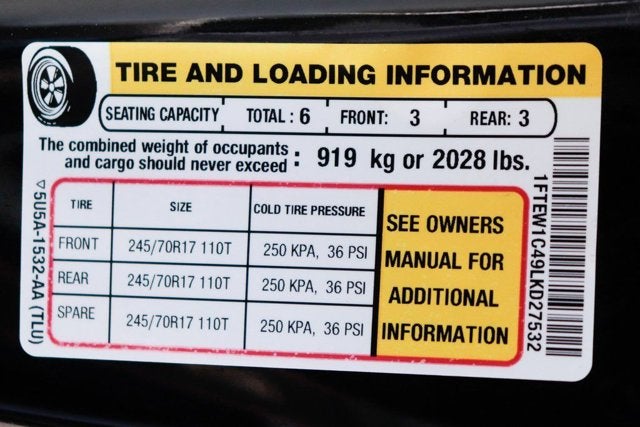 TIRE AND LOADING INFORMATION
SEATING CAPACITY TOTAL : 6 FRONT: 3 REAR: 3
The combined weight of occupants
and cargo should never exceed : 919 kg or 2028 lbs.
TIRE SIZE COLD TIRE PRESSURE
FRONT 245/70R17 110T 250 KPA, 36 PSI
REAR 245/70R17 110T 250 KPA, 36 PSI
SPARE 245/70R17 110T 250 KPA, 36 PSI
SEE OWNERS
MANUAL FOR
ADDITIONAL
INFORMATION
▽5U5A-1532-AA (TLU)
1FTEW1C49LKD27532